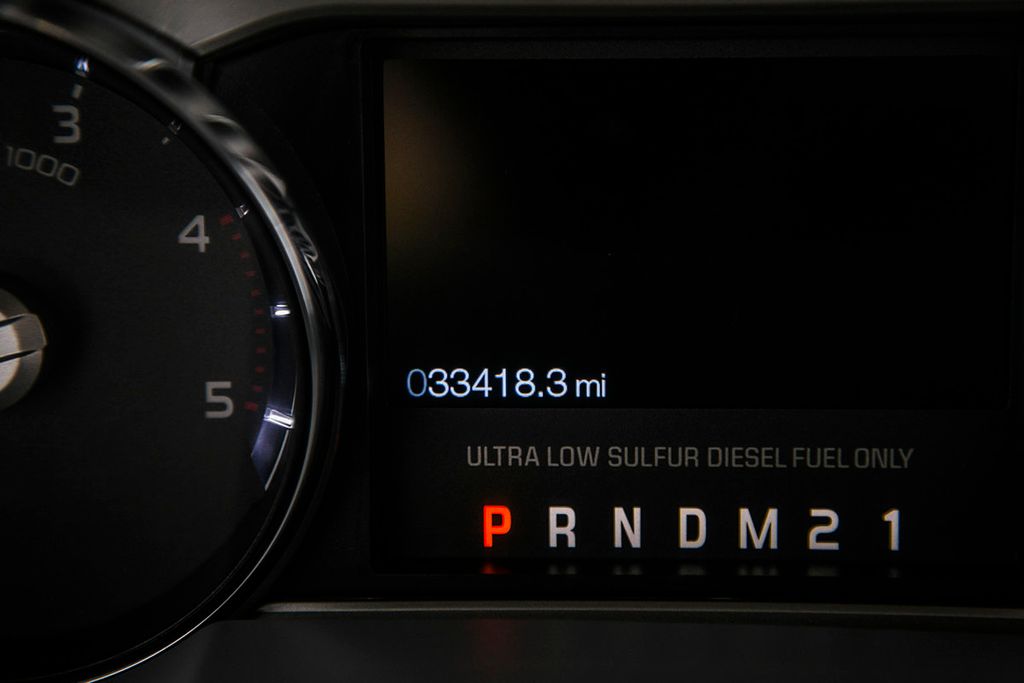 3
1000
4
5
033418.3 mi
ULTRA LOW SULFUR DIESEL FUEL ONLY
P R N D M 2 1